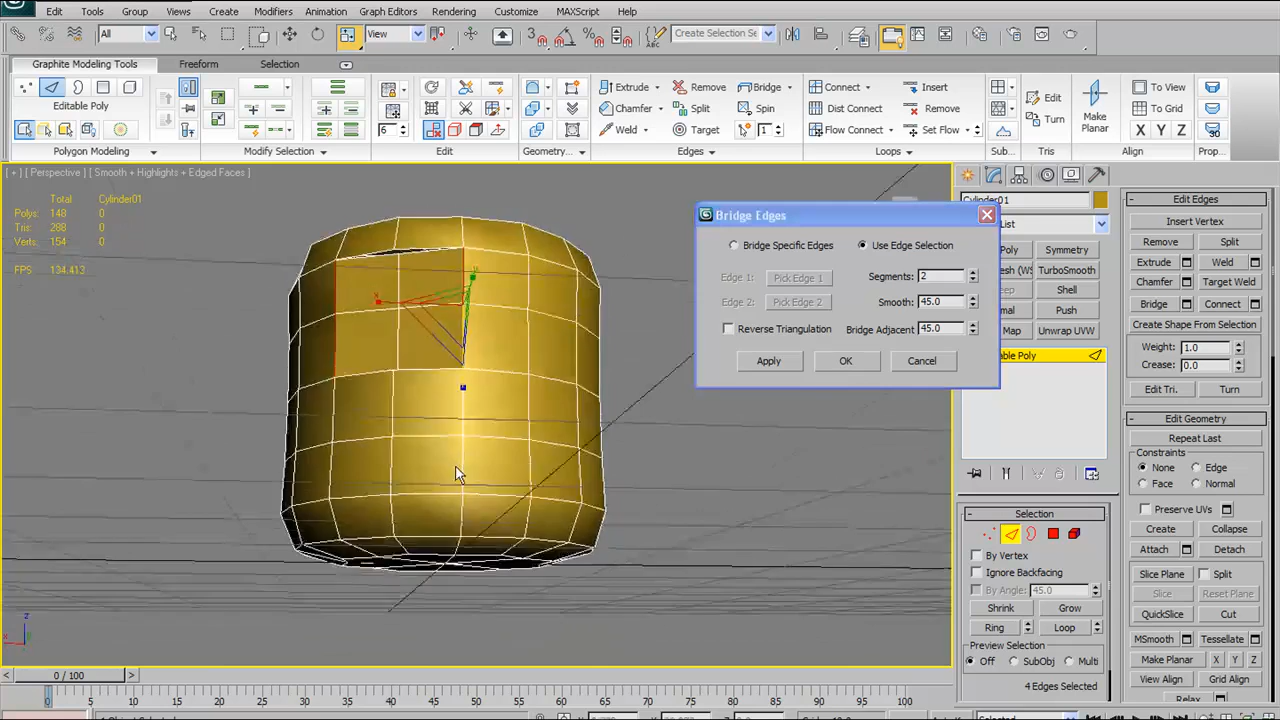 Edit Tools Group Views Create Modifiers Animation Graph Editors Rendering Customize MAXScript Help
All View Create Selection Se
Graphite Modeling Tools Freeform Selection
Editable Poly
Extrude Remove Bridge Connect Insert To View
Chamfer Split Spin Dist Connect Remove Edit Make Planar To Grid
6 Weld Target 1 Flow Connect Set Flow Turn X Y Z
Polygon Modeling Modify Selection Edit Geometry... Edges Loops Sub... Tris Align Prop...
[ + ] [ Perspective ] [ Smooth + Highlights + Edged Faces ]
Total Cylinder01
Polys: 148 0
Tris: 288 0
Verts: 154 0
FPS: 134.413
Bridge Edges
Bridge Specific Edges Use Edge Selection
Edge 1: Pick Edge 1 Segments: 2
Edge 2: Pick Edge 2 Smooth: 45.0
Reverse Triangulation Bridge Adjacent 45.0
Apply OK Cancel
Cylinder01
List
Poly Symmetry
(WS TurboSmooth
Shell
Push
Map Unwrap UVW
able Poly
Selection
By Vertex
Ignore Backfacing
By Angle: 45.0
Shrink Grow
Ring Loop
Preview Selection
Off SubObj Multi
4 Edges Selected
Edit Edges
Insert Vertex
Remove Split
Extrude Weld
Chamfer Target Weld
Bridge Connect
Create Shape From Selection
Weight: 1.0
Crease: 0.0
Edit Tri. Turn
Edit Geometry
Repeat Last
Constraints
None Edge
Face Normal
Preserve UVs
Create Collapse
Attach Detach
Slice Plane Split
Slice Reset Plane
QuickSlice Cut
MSmooth Tessellate
Make Planar X Y Z
View Align Grid Align
Relax
0 / 100
0 5 10 15 20 25 30 35 40 45 50 55 60 65 70 75 80 85 90 95 100
1 Object Selected
Selected